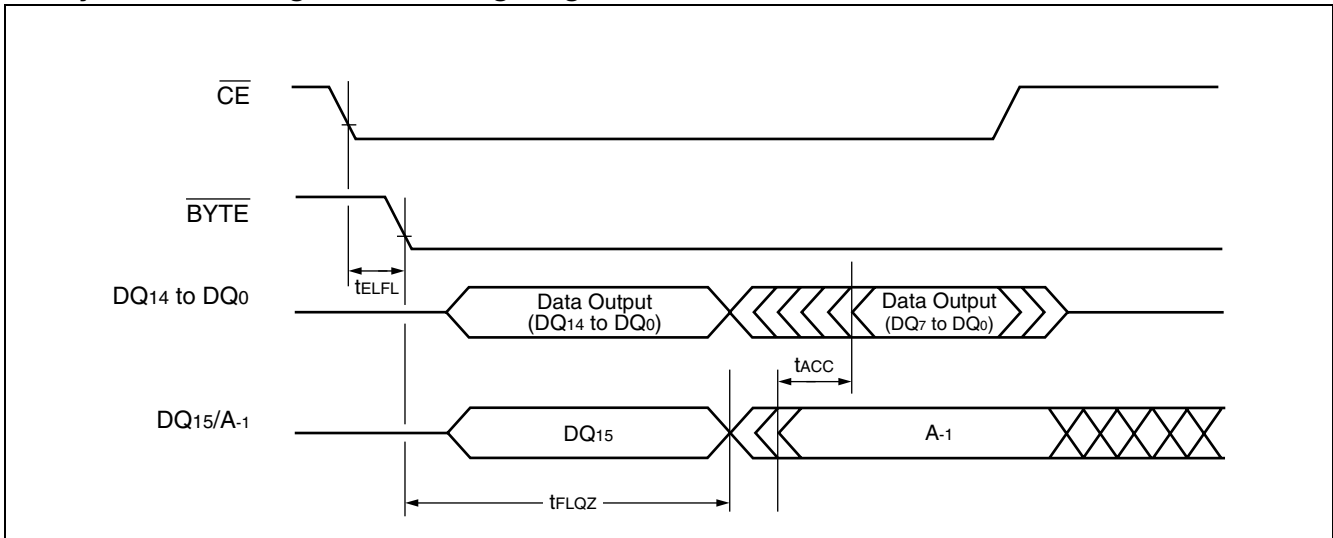 CE
BYTE
tELFL
DQ14 to DQ0
Data Output
(DQ14 to DQ0)
Data Output
(DQ7 to DQ0)
tACC
DQ15/A-1
DQ15
A-1
tFLQZ